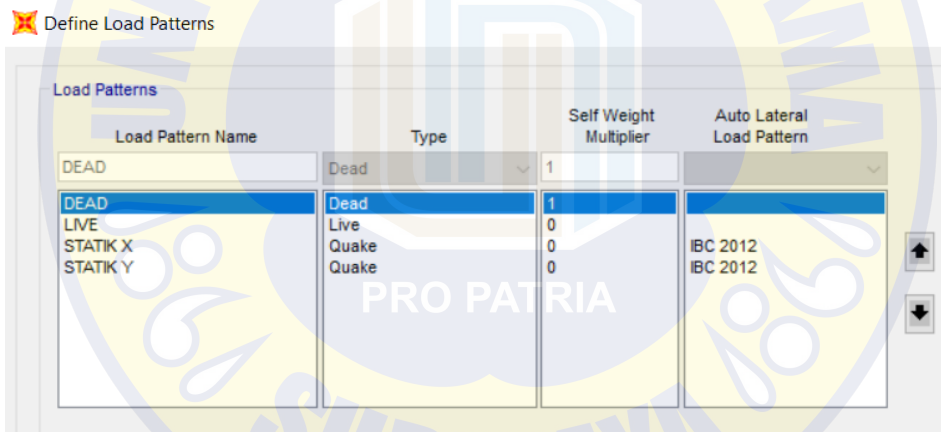 Define Load Patterns
Load Patterns
Load Pattern Name Type Self Weight Multiplier Auto Lateral Load Pattern
DEAD Dead 1
DEAD Dead 1
LIVE Live 0
STATIK X Quake 0 IBC 2012
STATIK Y Quake 0 IBC 2012
PRO PATRIA